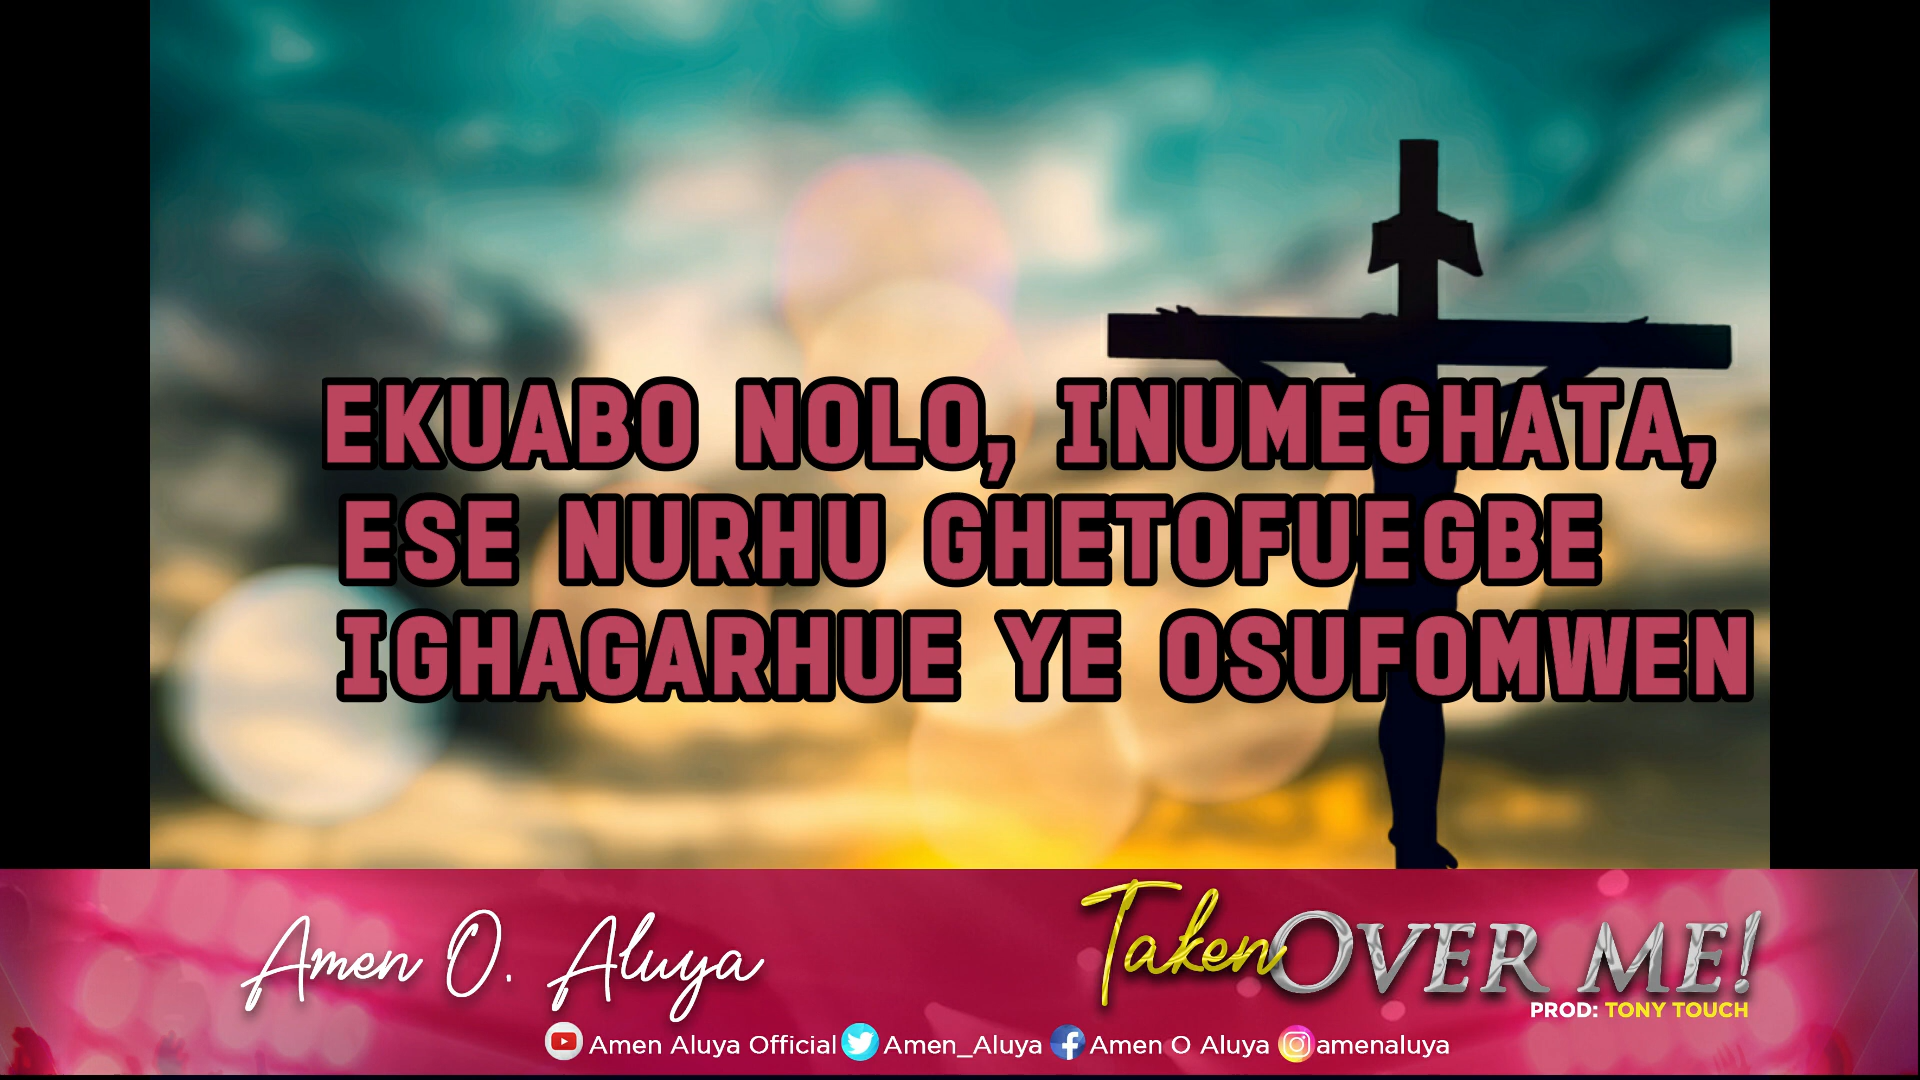 EKUABO NOLO, INUMEGHATA,
ESE NURHU GHETOFUEGBE
IGHAGARHUE YE OSUFOMWEN
Amen O. Aluya
Taken OVER ME!
PROD: TONY TOUCH
Amen Aluya Official Amen_Aluya Amen O Aluya amenaluya